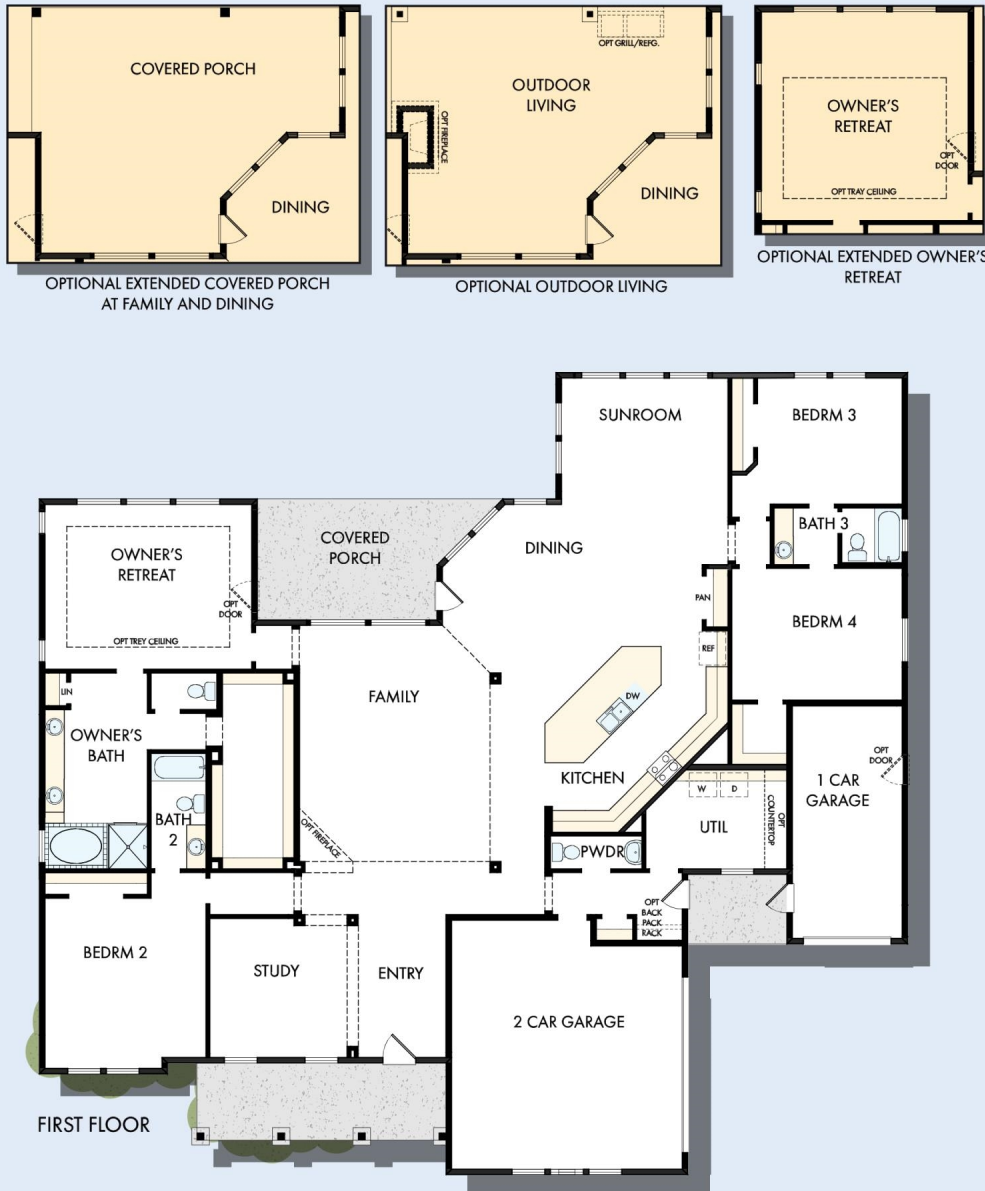 COVERED PORCH
DINING
OPTIONAL EXTENDED COVERED PORCH
AT FAMILY AND DINING
OPT GRILL/REFG.
OUTDOOR
LIVING
OPT FIREPLACE
DINING
OPTIONAL OUTDOOR LIVING
OWNER'S
RETREAT
OPT
DOOR
OPT TRAY CEILING
OPTIONAL EXTENDED OWNER'S
RETREAT
SUNROOM
BEDRM 3
BATH 3
COVERED
PORCH
DINING
OWNER'S
RETREAT
OPT
DOOR
OPT TREY CEILING
PAN
BEDRM 4
REF
LIN
FAMILY
DW
OWNER'S
BATH
KITCHEN
OPT
DOOR
1 CAR
GARAGE
W D
OPT
COUNTERTOP
UTIL
BATH
2
OPT FIREPLACE
PWDR
OPT
BACK
PACK
RACK
BEDRM 2
STUDY
ENTRY
2 CAR GARAGE
FIRST FLOOR